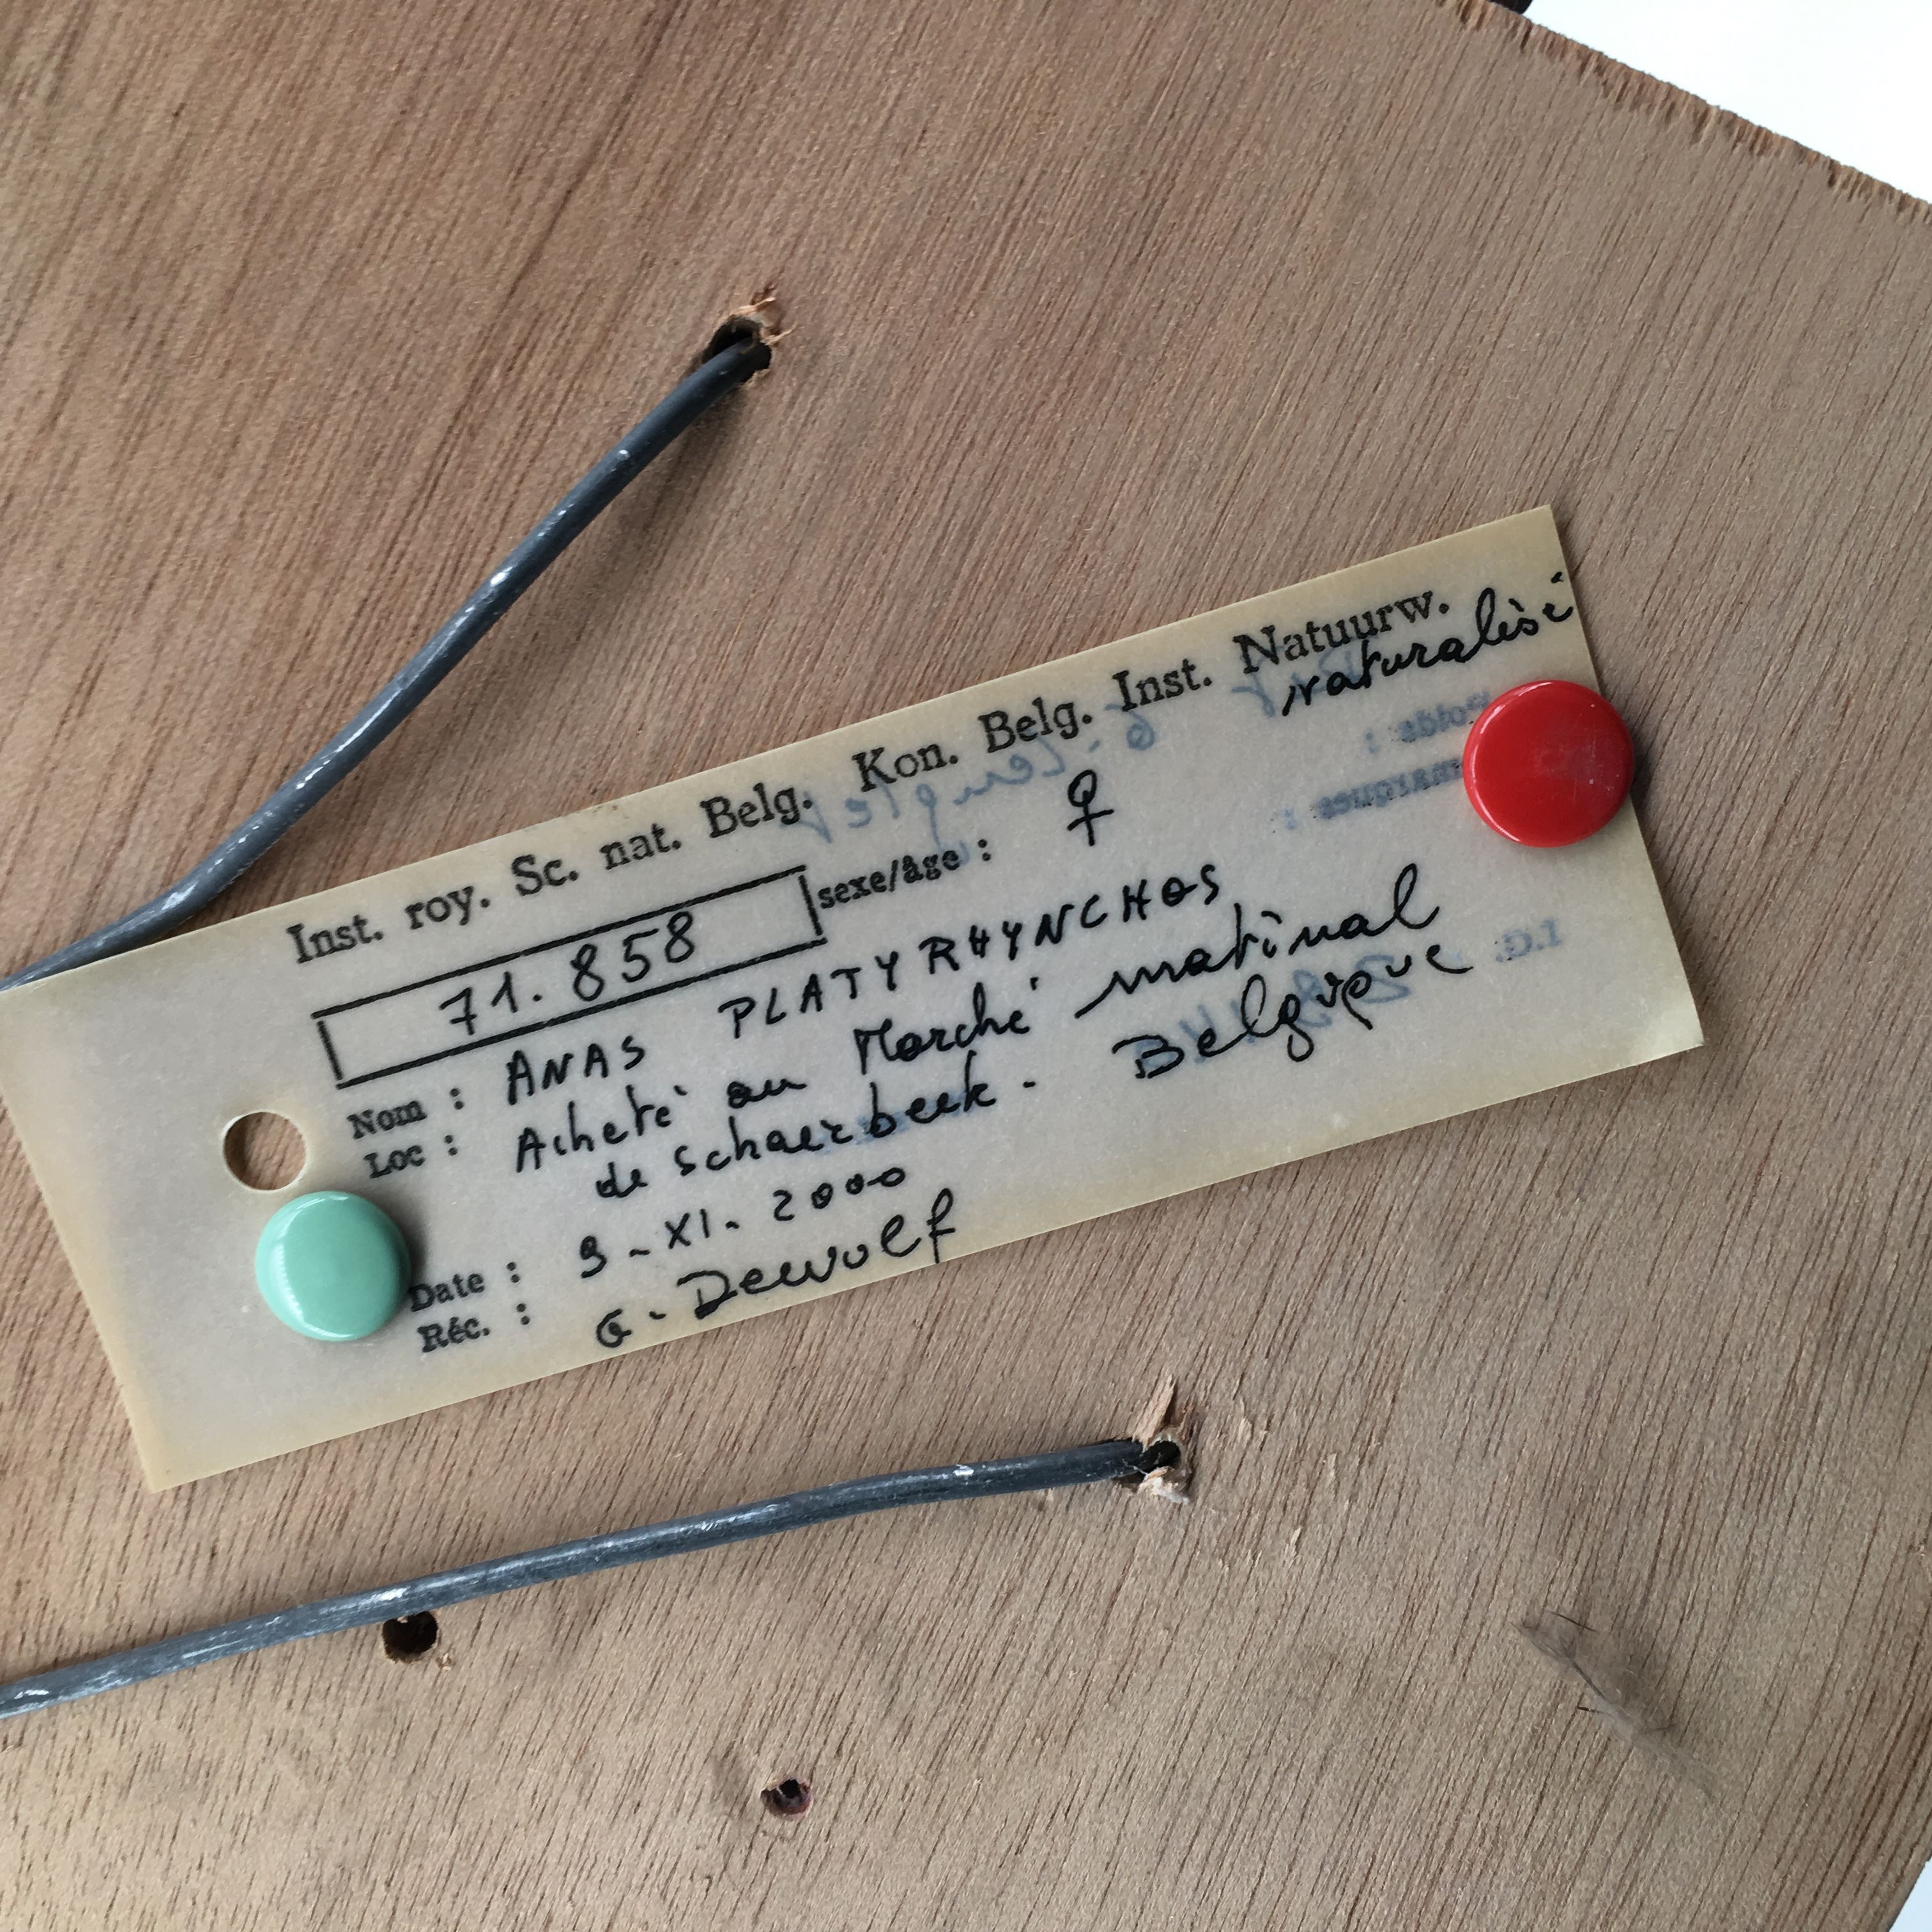 Inst. roy. Sc. nat. Belg. Kon. Belg. Inst. Natuurw.
naturalisé
71.858 sexe/âge : ♀
Nom : ANAS PLATYRHYNCHOS
Loc : Acheté au Marché matinal
de Schaerbeek - Belgique
Date : 9-XI-2000
Réc. : G. Dewulf